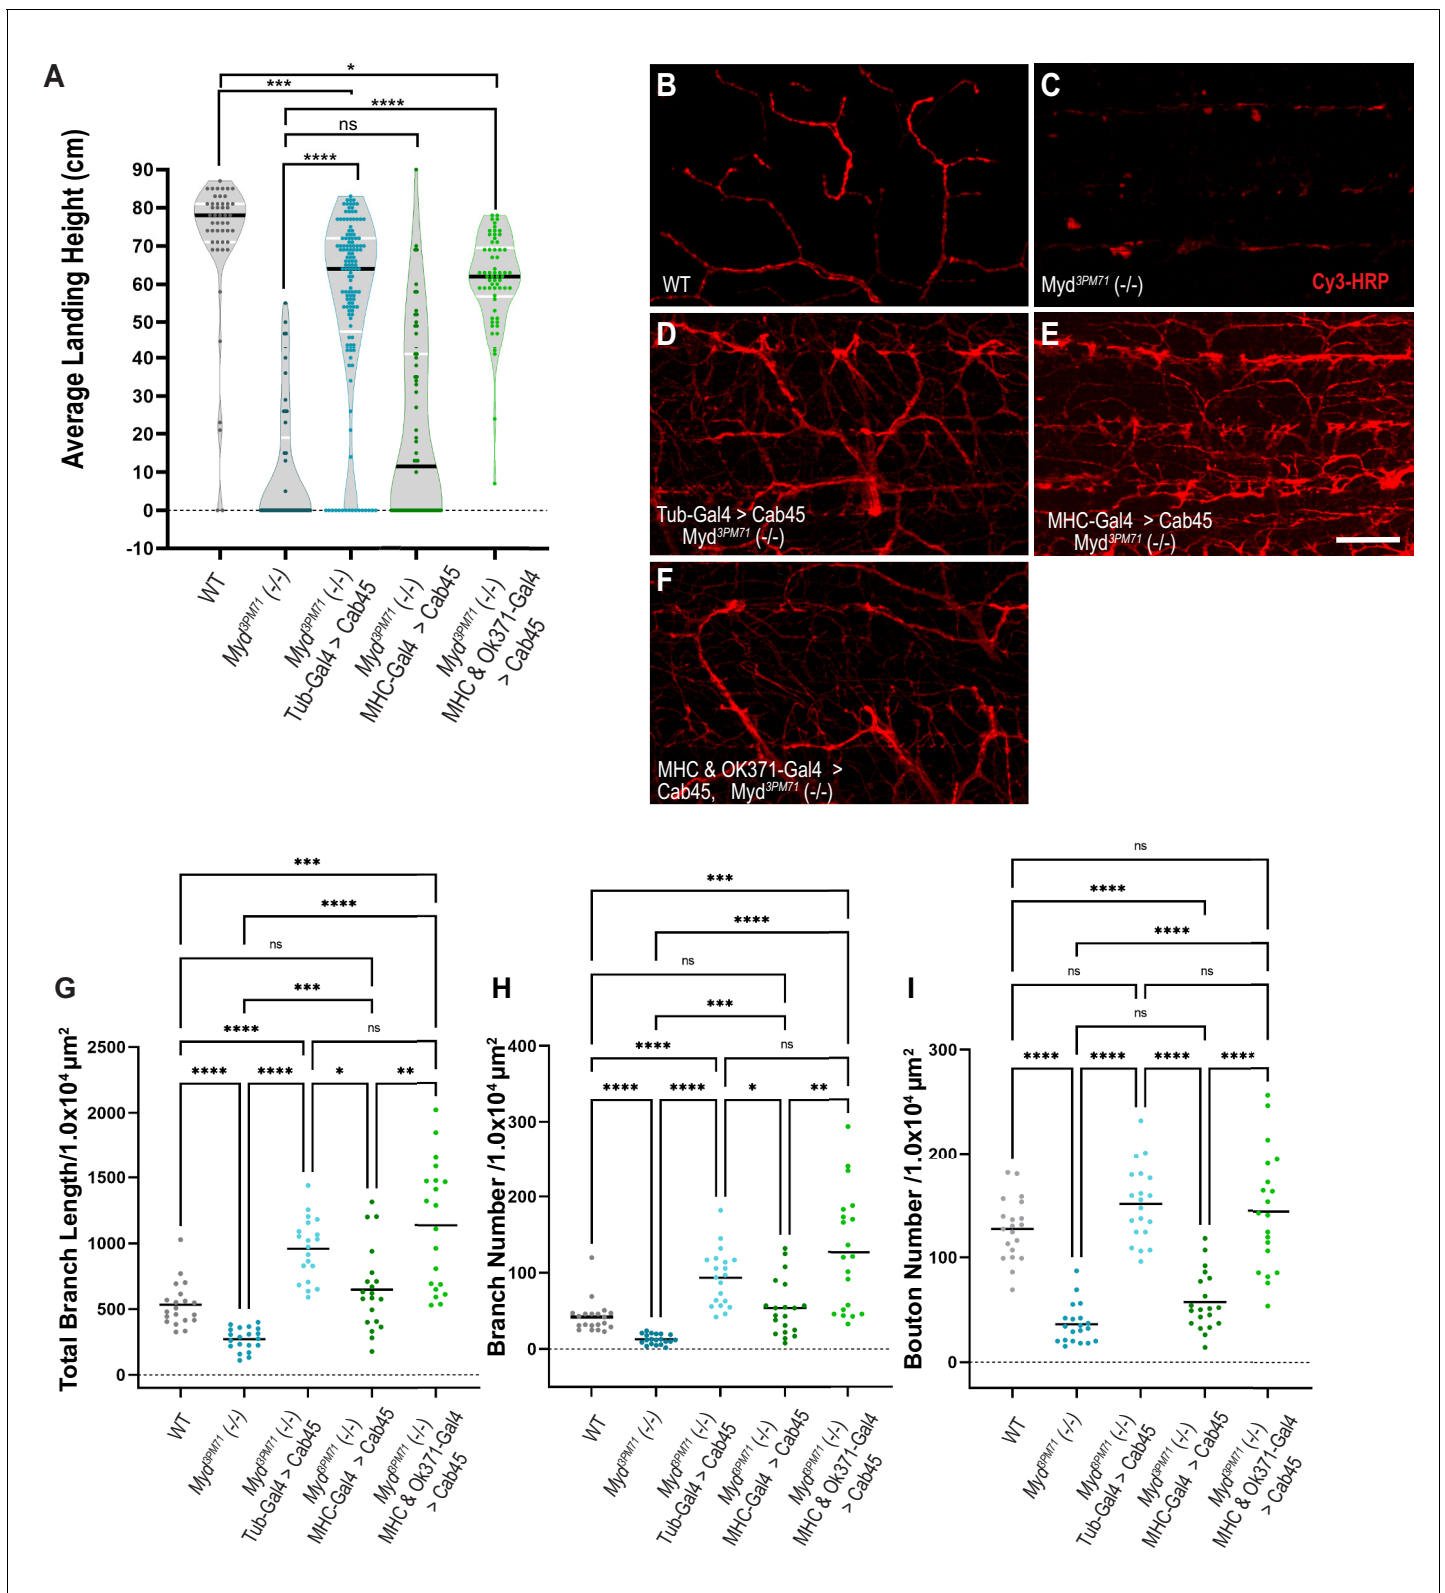 A
*
***
****
ns
****
Average Landing Height (cm)
90
80
70
60
50
40
30
20
10
0
-10
WT
Myd3PM71 (-/-)
Myd3PM71 (-/-)
Tub-Gal4 > Cab45
Myd3PM71 (-/-)
MHC-Gal4 > Cab45
Myd3PM71 (-/-)
MHC & Ok371-Gal4
> Cab45
B
WT
C
Myd3PM71 (-/-)
Cy3-HRP
D
Tub-Gal4 > Cab45
Myd3PM71 (-/-)
E
MHC-Gal4 > Cab45
Myd3PM71 (-/-)
F
MHC & OK371-Gal4 >
Cab45, Myd3PM71 (-/-)
G
***
****
ns
***
****
ns
****
****
*
**
Total Branch Length/1.0x10⁴ µm²
2500
2000
1500
1000
500
0
WT
Myd3PM71 (-/-)
Myd3PM71 (-/-)
Tub-Gal4 > Cab45
Myd3PM71 (-/-)
MHC-Gal4 > Cab45
Myd3PM71 (-/-)
MHC & Ok371-Gal4
> Cab45
H
***
****
ns
***
****
ns
****
****
*
**
Branch Number /1.0x10⁴ µm²
400
300
200
100
0
WT
Myd3PM71 (-/-)
Myd3PM71 (-/-)
Tub-Gal4 > Cab45
Myd3PM71 (-/-)
MHC-Gal4 > Cab45
Myd3PM71 (-/-)
MHC & Ok371-Gal4
> Cab45
I
ns
****
****
ns
ns
ns
****
****
****
****
Bouton Number /1.0x10⁴ µm²
300
200
100
0
WT
Myd3PM71 (-/-)
Myd3PM71 (-/-)
Tub-Gal4 > Cab45
Myd3PM71 (-/-)
MHC-Gal4 > Cab45
Myd3PM71 (-/-)
MHC & Ok371-Gal4
> Cab45